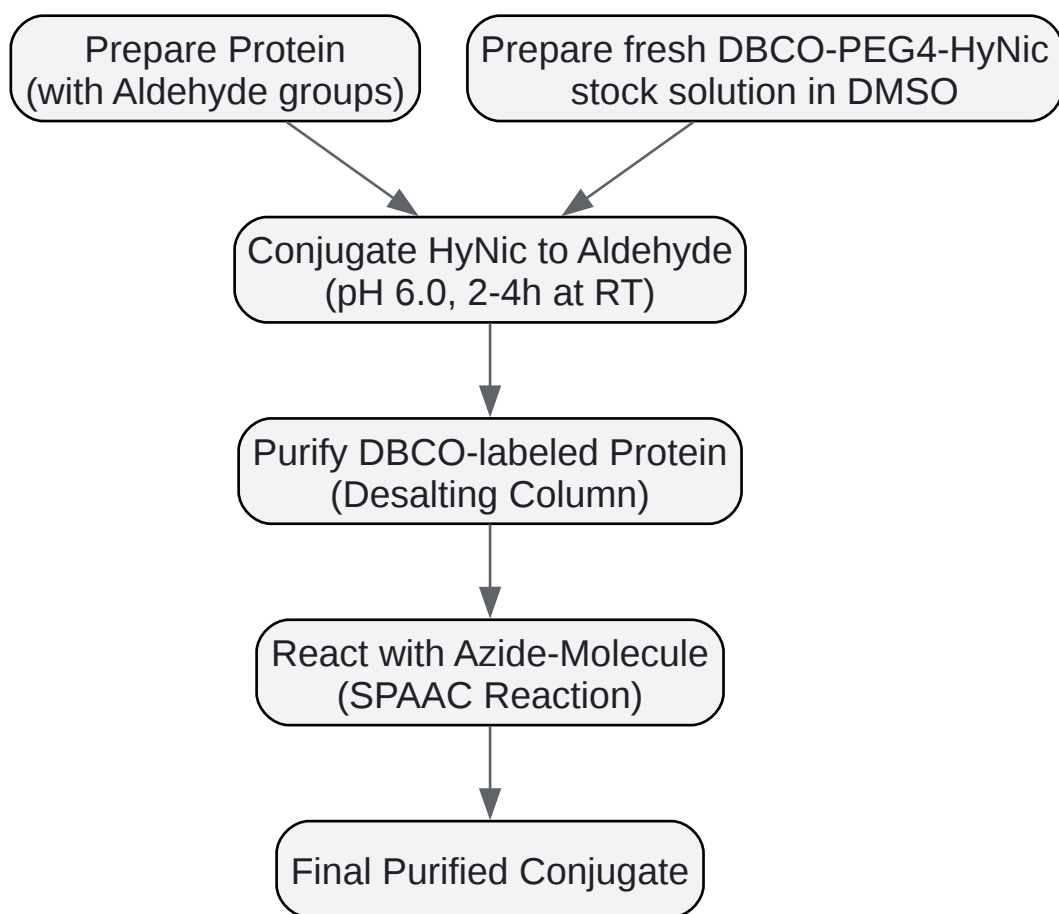 Prepare Protein
(with Aldehyde groups)
Prepare fresh DBCO-PEG4-HyNic
stock solution in DMSO
Conjugate HyNic to Aldehyde
(pH 6.0, 2-4h at RT)
Purify DBCO-labeled Protein
(Desalting Column)
React with Azide-Molecule
(SPAAC Reaction)
Final Purified Conjugate